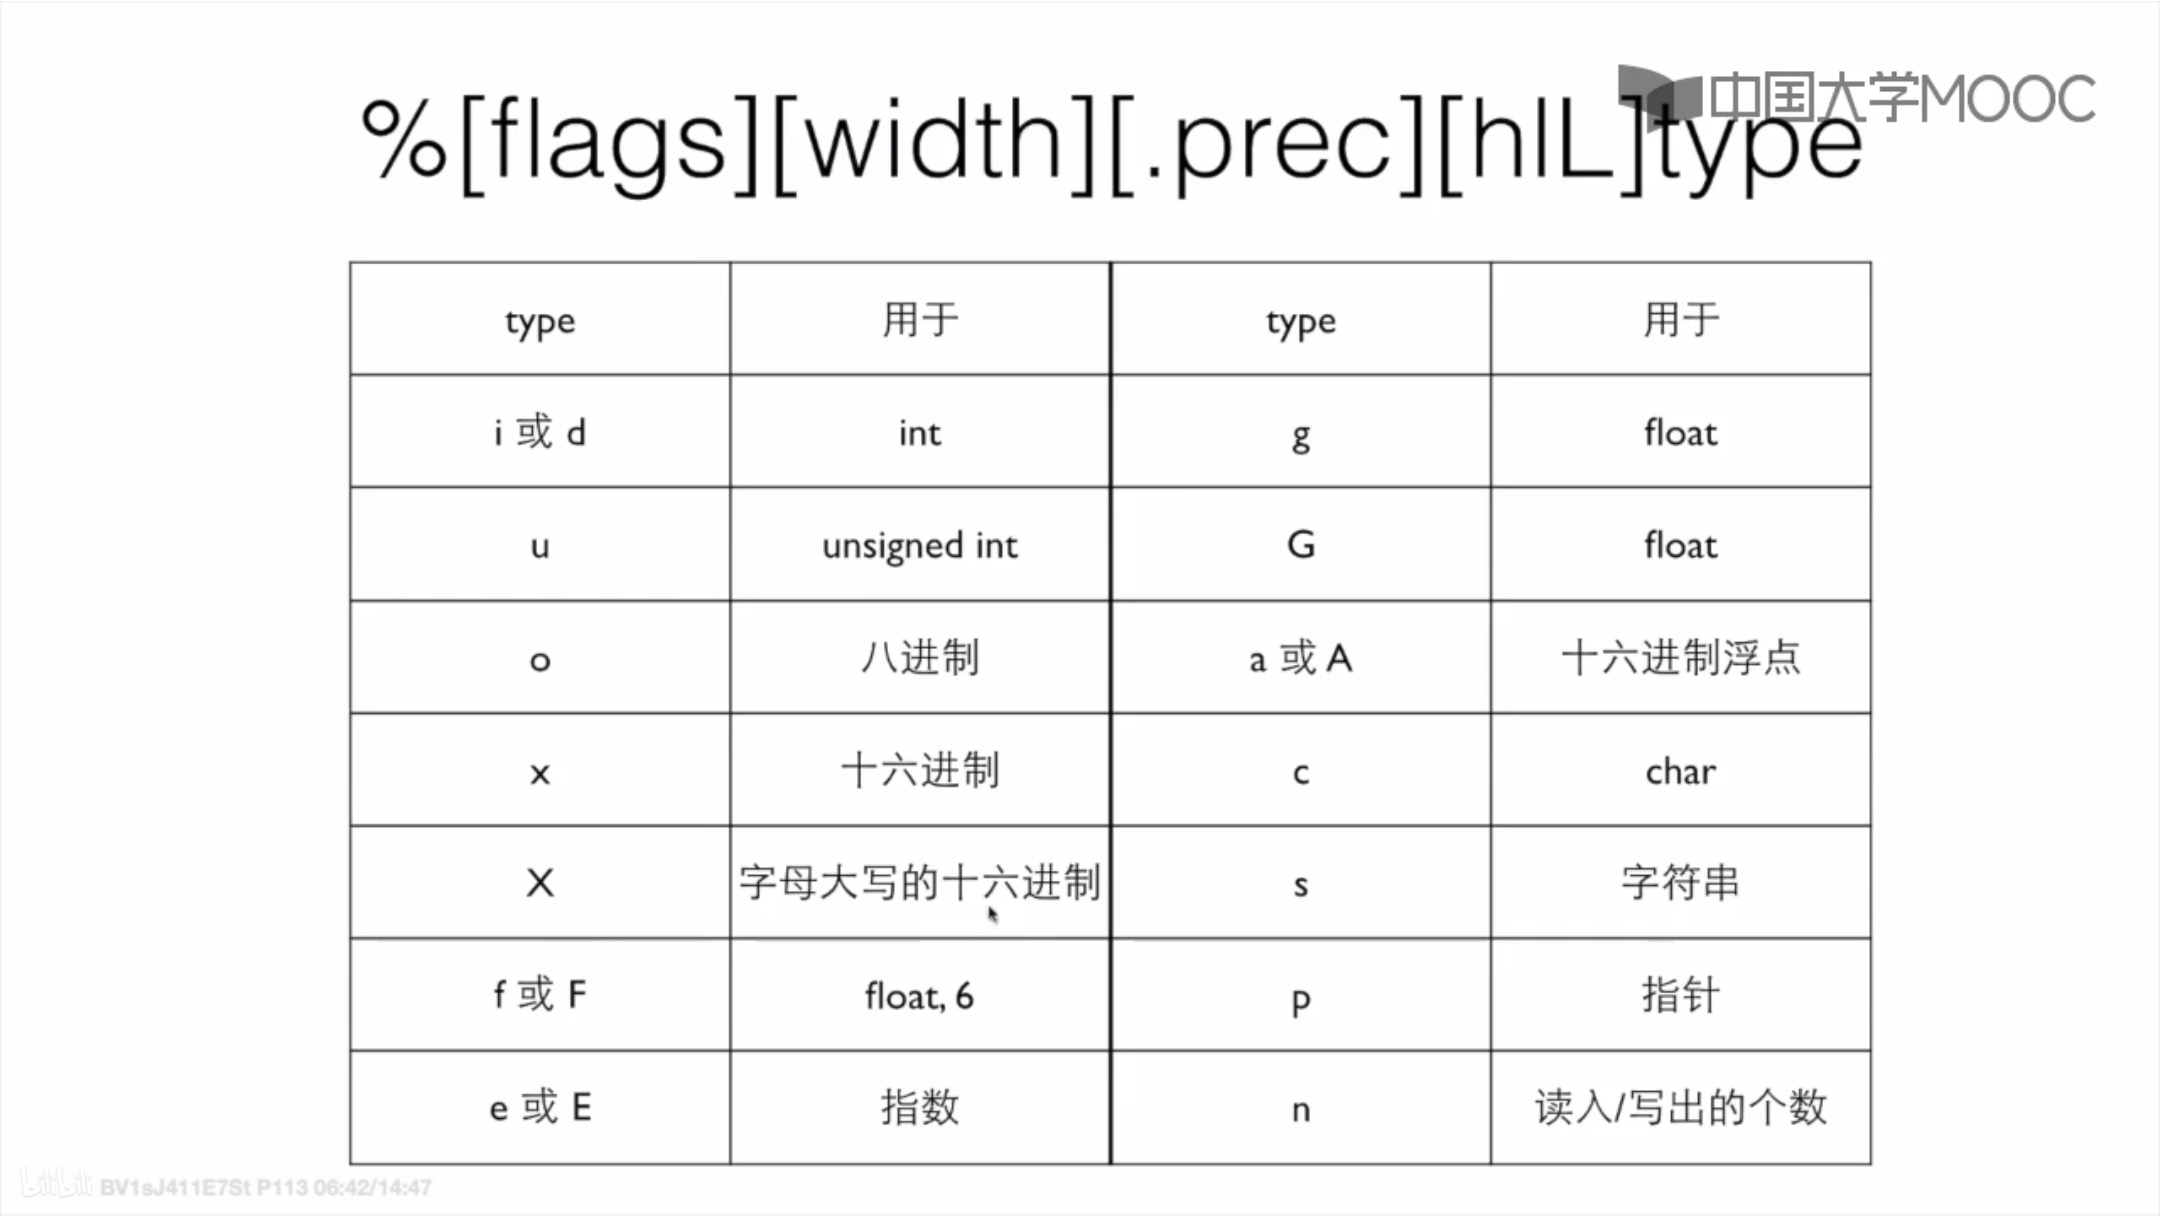 中国大学MOOC
%[flags][width][.prec][hlL]type
type 用于 type 用于
i 或 d int g float
u unsigned int G float
o 八进制 a 或 A 十六进制浮点
x 十六进制 c char
X 字母大写的十六进制 s 字符串
f 或 F float, 6 p 指针
e 或 E 指数 n 读入/写出的个数
bilibili BV1sJ411E7St P113 06:42/14:47